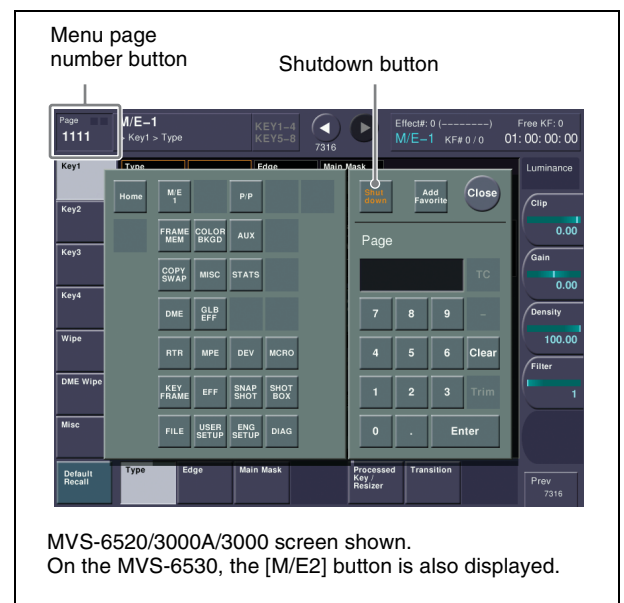 Menu page
number button
Shutdown button
Page
1111
M/E−1
> Key1 > Type
KEY1−4
KEY5−8
7316
Effect#: 0 (−−−−−−−−)
M/E−1 KF# 0 / 0
Free KF: 0
01: 00: 00: 00
Key1 Type Edge Main Mask Luminance
Home M/E 1 P/P Shut down Add Favorite Close
Key2 Clip
0.00
FRAME MEM COLOR BKGD AUX Page
Key3 Gain
COPY SWAP MISC STATS TC
0.00
Key4 Density
DME GLB EFF 7 8 9 −
100.00
Wipe
RTR MPE DEV MCRO 4 5 6 Clear
Filter
DME Wipe
KEY FRAME EFF SNAP SHOT SHOT BOX 1 2 3 Trim
1
Misc
FILE USER SETUP ENG SETUP DIAG 0 . Enter
Default Recall Type Edge Main Mask Processed Key / Resizer Transition Prev
7316
MVS-6520/3000A/3000 screen shown.
On the MVS-6530, the [M/E2] button is also displayed.